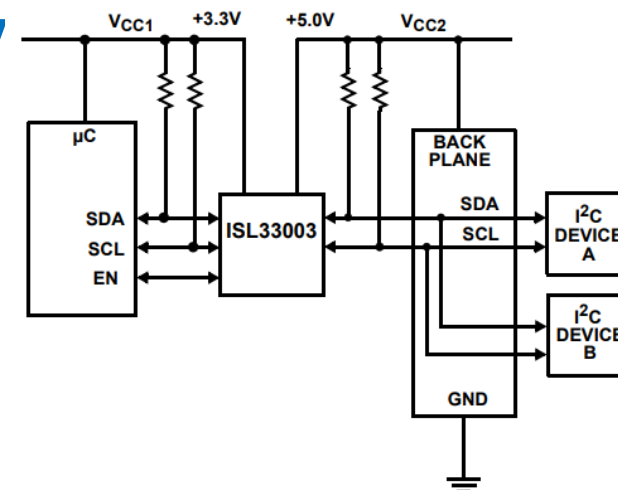 VCC1 +3.3V +5.0V VCC2
µC
BACK
PLANE
SDA
SCL
EN
ISL33003
SDA
SCL
I2C
DEVICE
A
I2C
DEVICE
B
GND